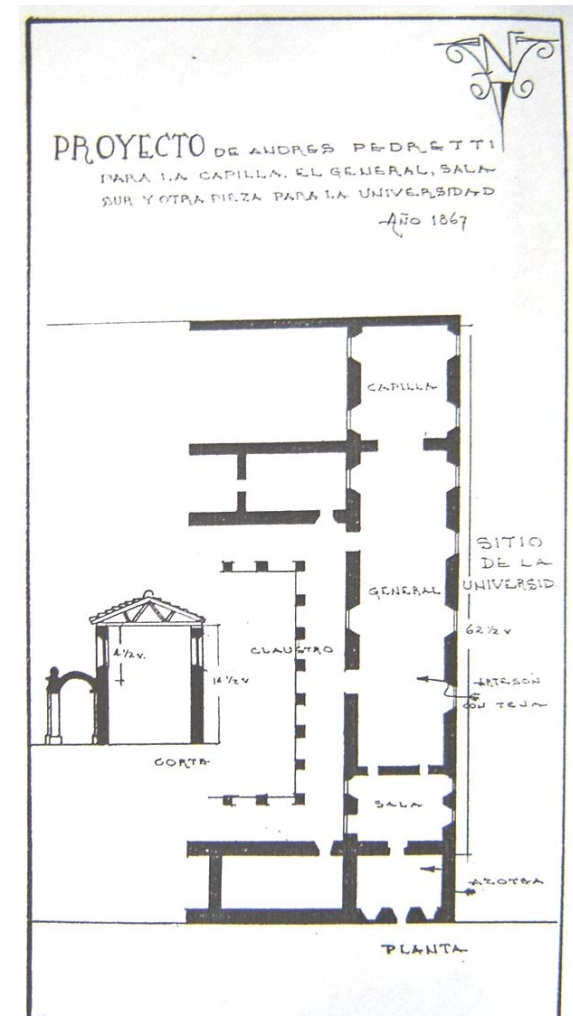 N
PROYECTO DE ANDRES PEDRETTI
PARA LA CAPILLA, EL GENERAL, SALA
SUR Y OTRA PIEZA PARA LA UNIVERSIDAD
AÑO 1867
CAPILLA
SITIO
DE LA
UNIVERSID.
GENERAL
62 1/2 v
CLAUSTRO
4 1/2 v.
14 1/2 v
ARTESON
CON TEJA
CORTE
SALA
AZOTEA
PLANTA